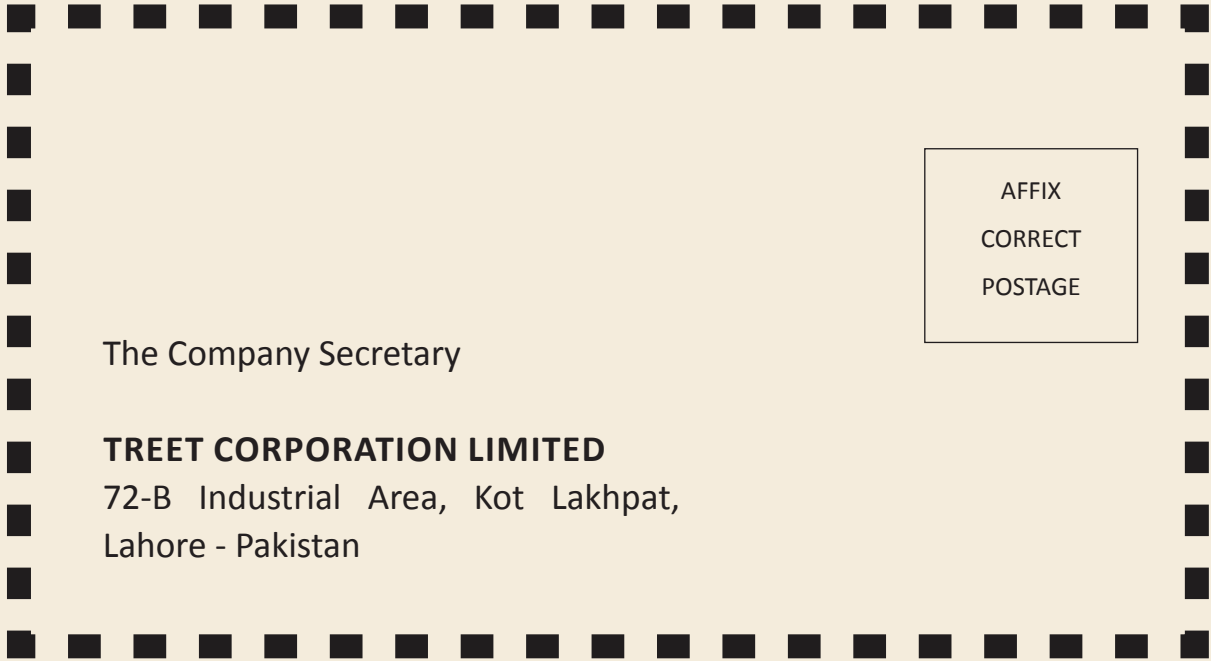 AFFIX
CORRECT
POSTAGE
The Company Secretary
TREET CORPORATION LIMITED
72-B Industrial Area, Kot Lakhpat,
Lahore - Pakistan